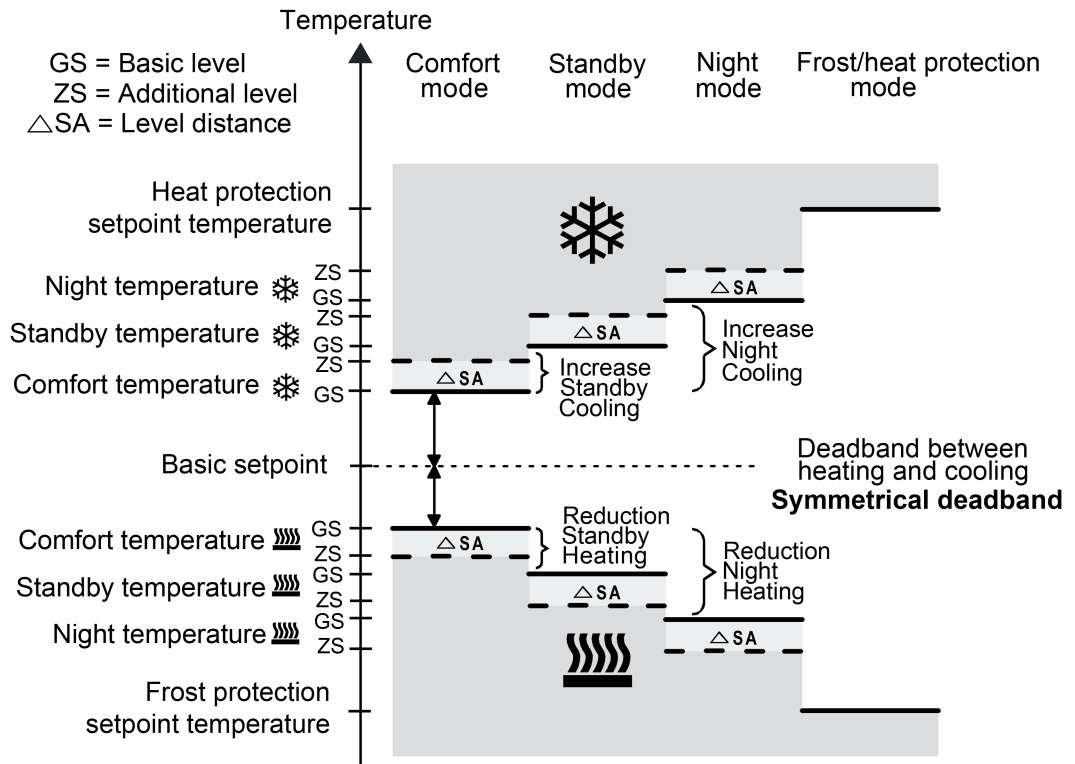 Temperature
GS = Basic level
ZS = Additional level
△SA = Level distance
Comfort
mode
Standby
mode
Night
mode
Frost/heat protection
mode
Heat protection
setpoint temperature
ZS
Night temperature
GS
△SA
ZS
Standby temperature
GS
△SA
Increase
Night
Cooling
ZS
Comfort temperature
GS
△SA
Increase
Standby
Cooling
Basic setpoint
Deadband between
heating and cooling
Symmetrical deadband
GS
Comfort temperature
ZS
△SA
Reduction
Standby
Heating
GS
Standby temperature
ZS
△SA
Reduction
Night
Heating
GS
Night temperature
ZS
△SA
Frost protection
setpoint temperature